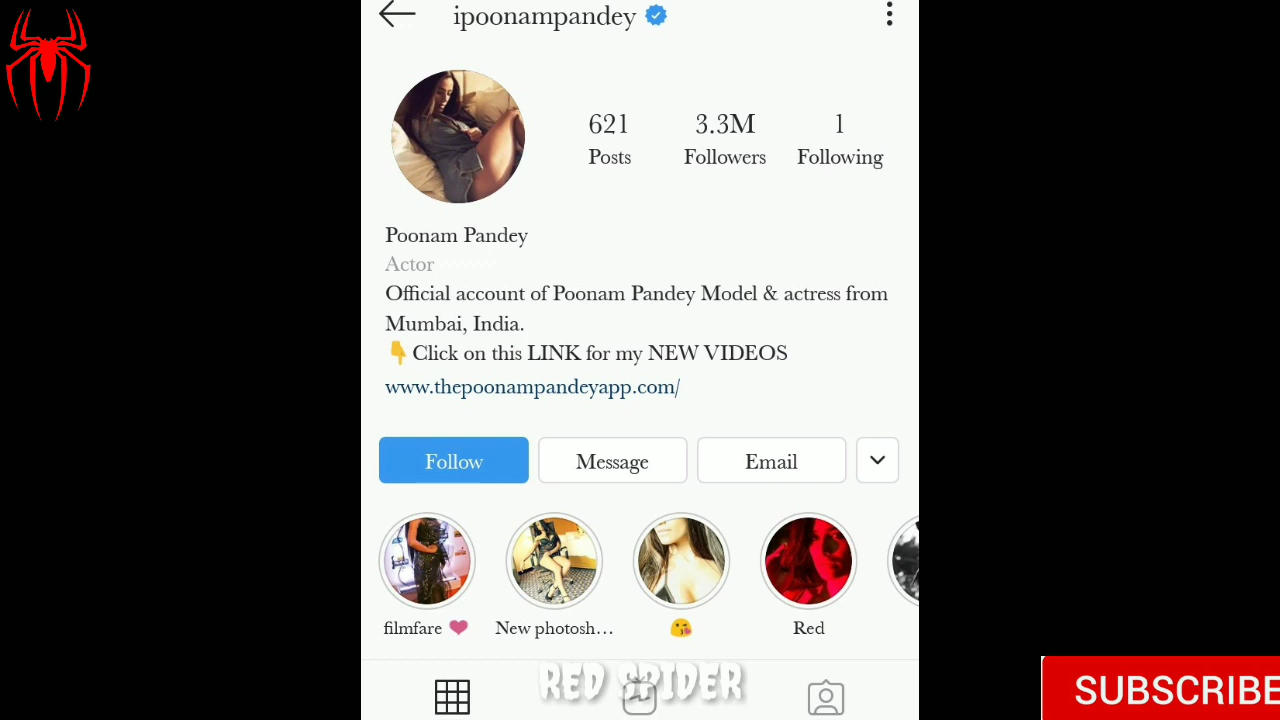 ipoonampandey
621 3.3M 1
Posts Followers Following
Poonam Pandey
Actor
Official account of Poonam Pandey Model & actress from
Mumbai, India.
👇Click on this LINK for my NEW VIDEOS
www.thepoonampandeyapp.com/
Follow Message Email
filmfare ❤ New photosh… 😘 Red
RED SPIDER
SUBSCRIBE